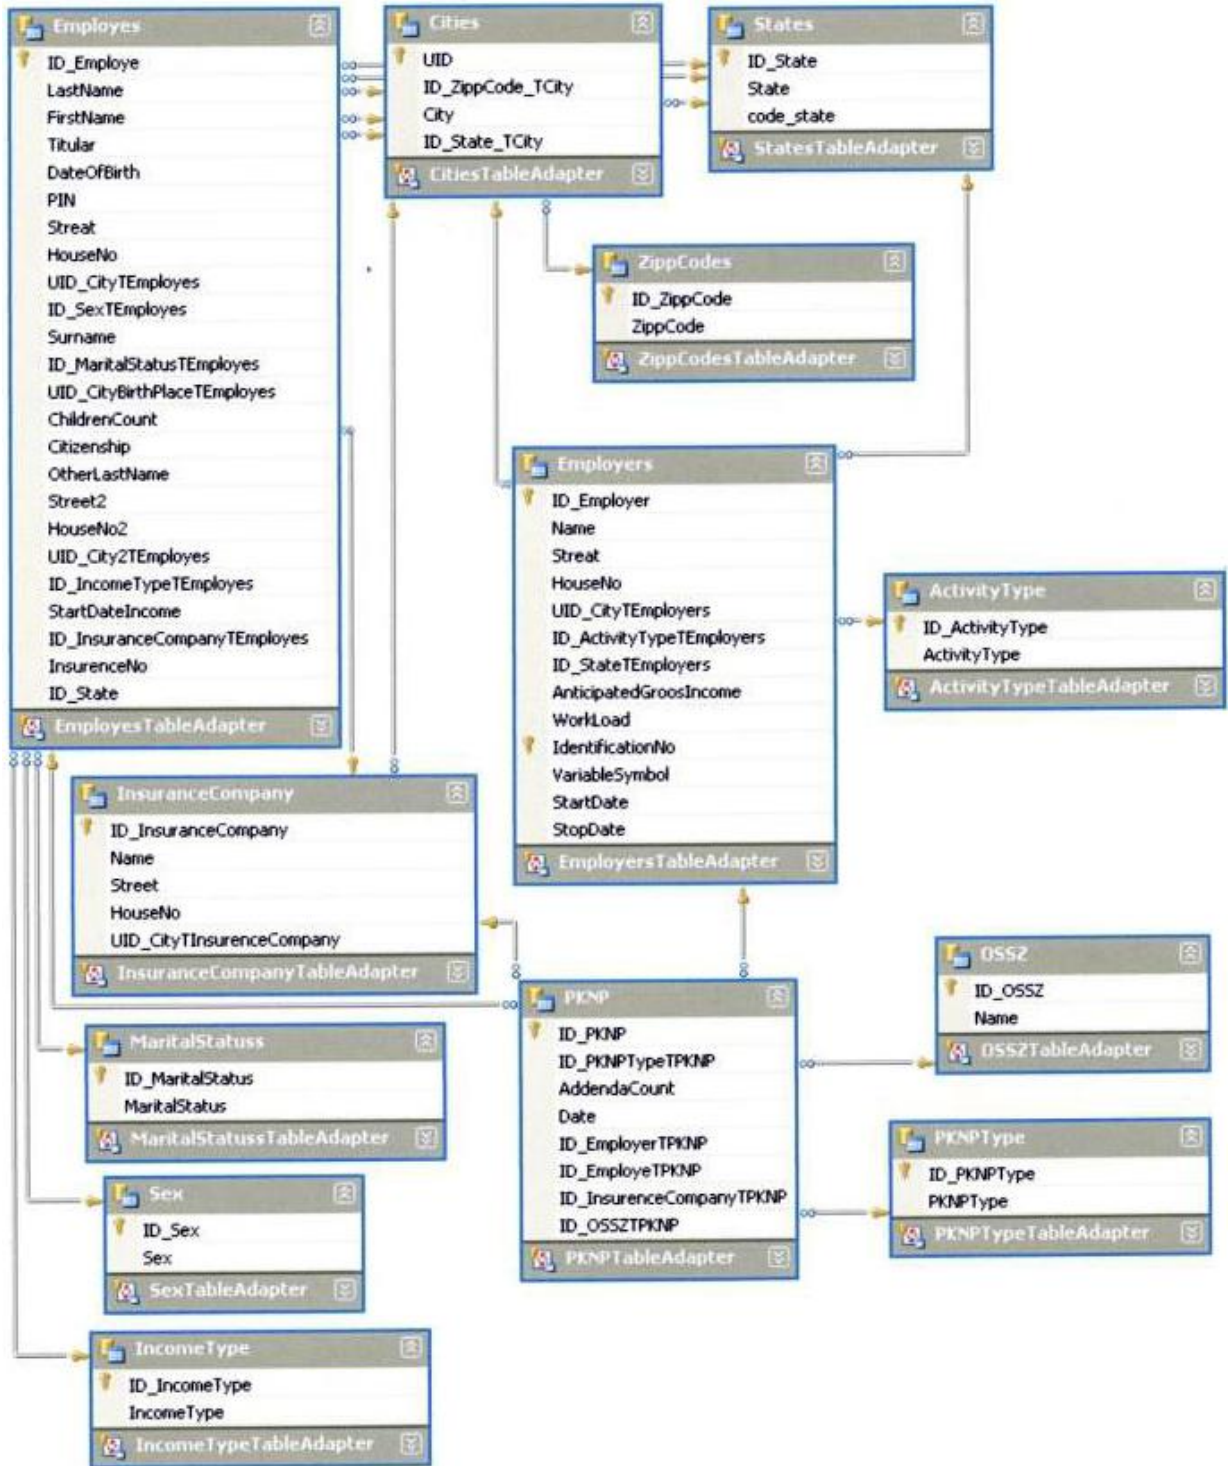 Employes
ID_Employe
LastName
FirstName
Titular
DateOfBirth
PIN
Streat
HouseNo
UID_CityTEmployes
ID_SexTEmployes
Surname
ID_MaritalStatusTEmployes
UID_CityBirthPlaceTEmployes
ChildrenCount
Citizenship
OtherLastName
Street2
HouseNo2
UID_City2TEmployes
ID_IncomeTypeTEmployes
StartDateIncome
ID_InsuranceCompanyTEmployes
InsurenceNo
ID_State
EmployesTableAdapter
Cities
UID
ID_ZippCode_TCity
City
ID_State_TCity
CitiesTableAdapter
States
ID_State
State
code_state
StatesTableAdapter
ZippCodes
ID_ZippCode
ZippCode
ZippCodesTableAdapter
Employers
ID_Employer
Name
Streat
HouseNo
UID_CityTEmployers
ID_ActivityTypeTEmployers
ID_StateTEmployers
AnticipatedGroosIncome
WorkLoad
IdentificationNo
VariableSymbol
StartDate
StopDate
EmployersTableAdapter
ActivityType
ID_ActivityType
ActivityType
ActivityTypeTableAdapter
InsuranceCompany
ID_InsuranceCompany
Name
Street
HouseNo
UID_CityTInsurenceCompany
InsuranceCompanyTableAdapter
PKNP
ID_PKNP
ID_PKNPTypeTPKNP
AddendaCount
Date
ID_EmployerTPKNP
ID_EmployeTPKNP
ID_InsurenceCompanyTPKNP
ID_OSSZTPKNP
PKNPTableAdapter
OSSZ
ID_OSSZ
Name
OSSZTableAdapter
PKNPType
ID_PKNPType
PKNPType
PKNPTypeTableAdapter
MaritalStatuss
ID_MaritalStatus
MaritalStatus
MaritalStatussTableAdapter
Sex
ID_Sex
Sex
SexTableAdapter
IncomeType
ID_IncomeType
IncomeType
IncomeTypeTableAdapter